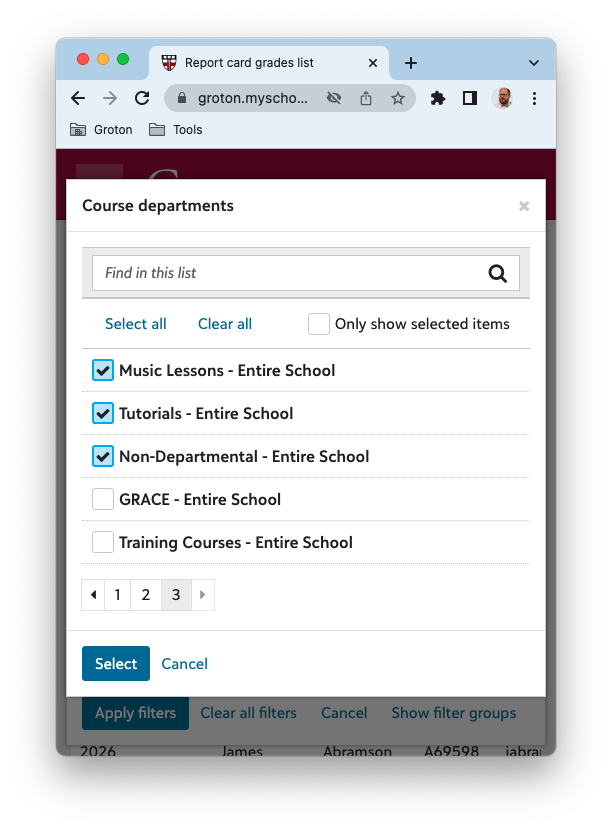 Report card grades list
groton.myscho...
Groton Tools
Course departments
Find in this list
Select all Clear all Only show selected items
Music Lessons - Entire School
Tutorials - Entire School
Non-Departmental - Entire School
GRACE - Entire School
Training Courses - Entire School
1 2 3
Select Cancel
Apply filters Clear all filters Cancel Show filter groups
2026 James Abramson A69598 jabra